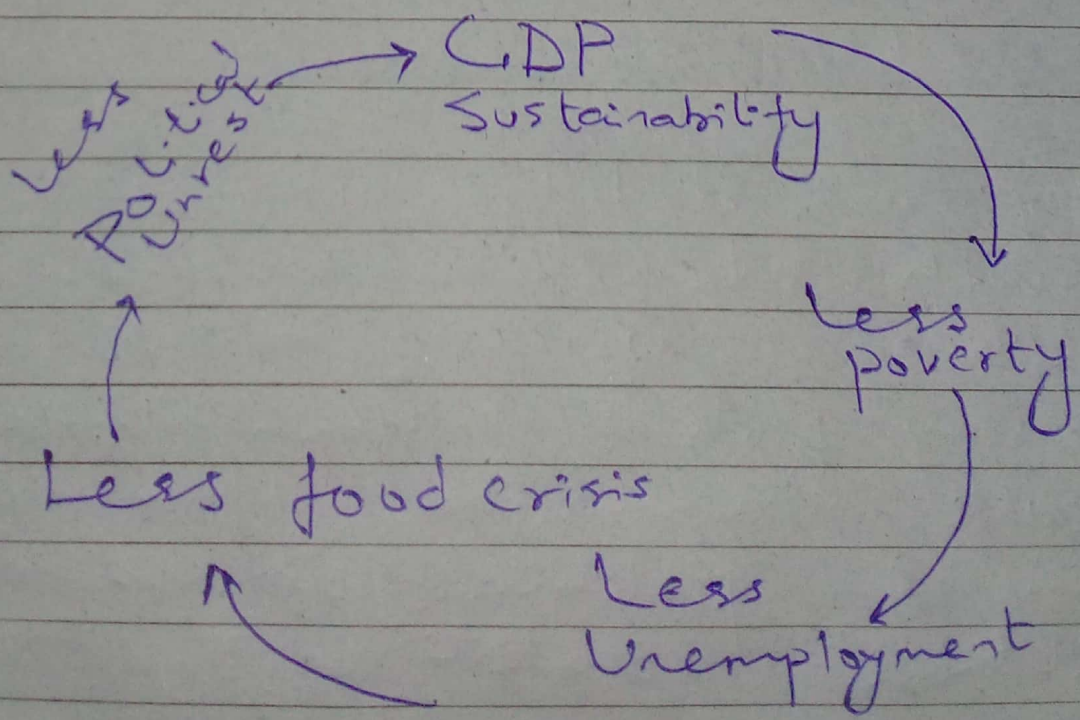 GDP
Sustainability
Less
poverty
Less
Unemployment
Less food crisis
Less
Political
Unrest